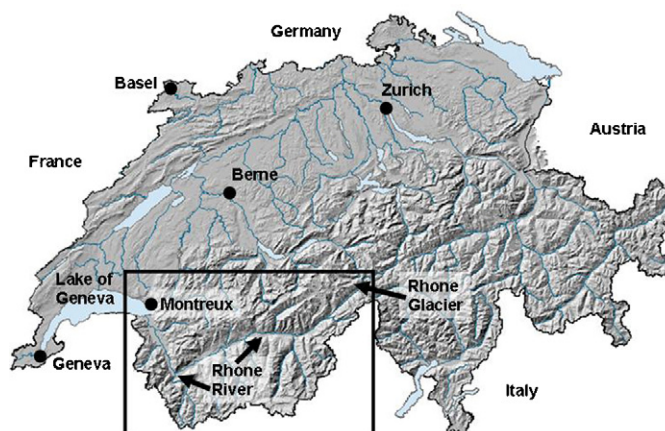 Germany
Basel
Zurich
Austria
France
Berne
Lake of
Geneva
Montreux
Rhone
Glacier
Geneva
Rhone
River
Italy